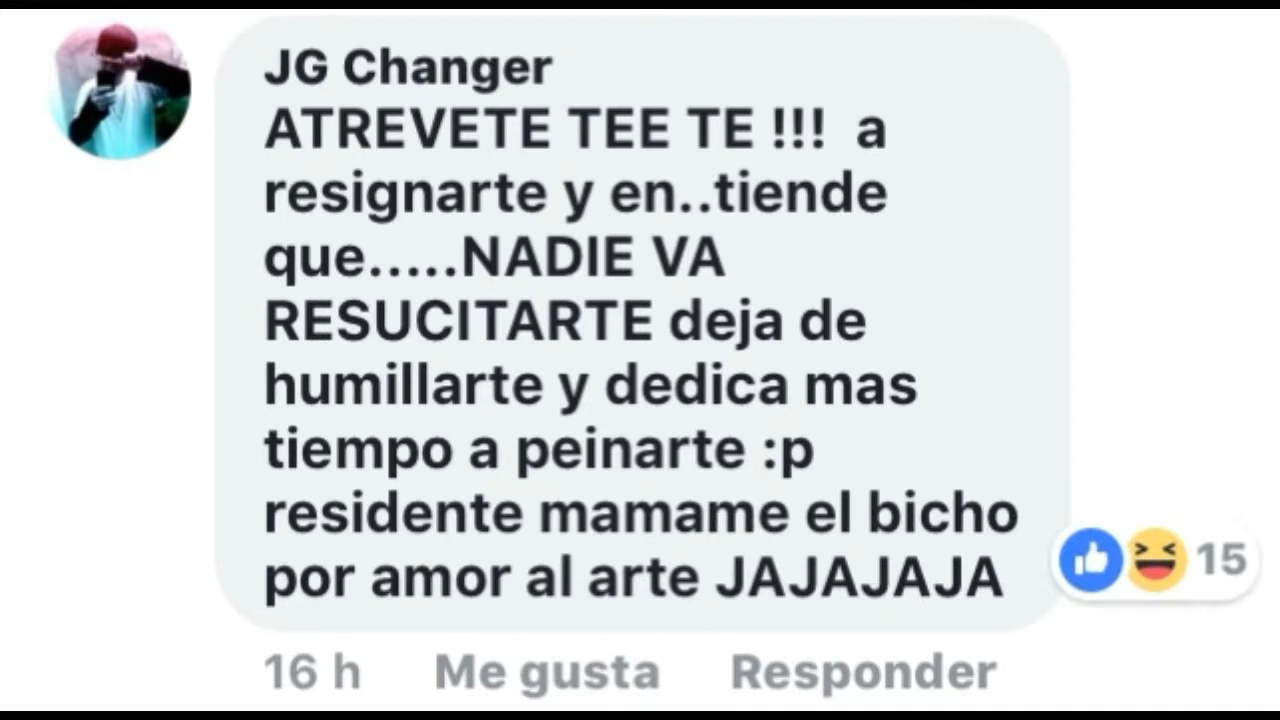 JG Changer
ATREVETE TEE TE !!!  a
resignarte y en..tiende
que.....NADIE VA
RESUCITARTE deja de
humillarte y dedica mas
tiempo a peinarte :p
residente mamame el bicho
por amor al arte JAJAJAJA
15
16 h Me gusta Responder